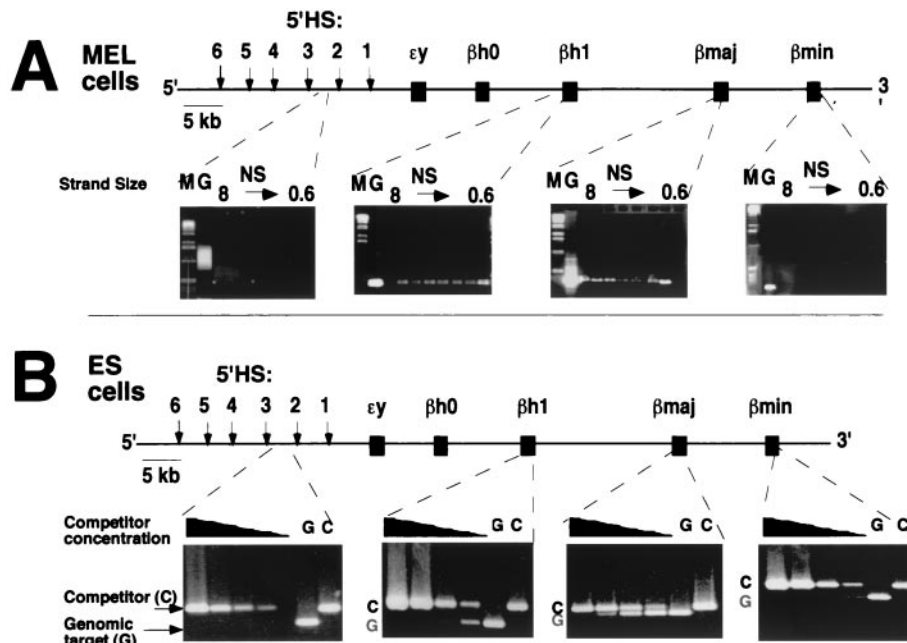 A
MEL cells
5'HS:
6 5 4 3 2 1 εy βh0 βh1 βmaj βmin
5' 3'
5 kb
Strand Size
M G 8 NS 0.6 M G 8 NS 0.6 M G 8 NS 0.6 M G 8 NS 0.6
B
ES cells
5'HS:
6 5 4 3 2 1 εy βh0 βh1 βmaj βmin
5' 3'
5 kb
Competitor concentration
G C G C G C G C
Competitor (C)
Genomic target (G)
C
G
C
G
C
G